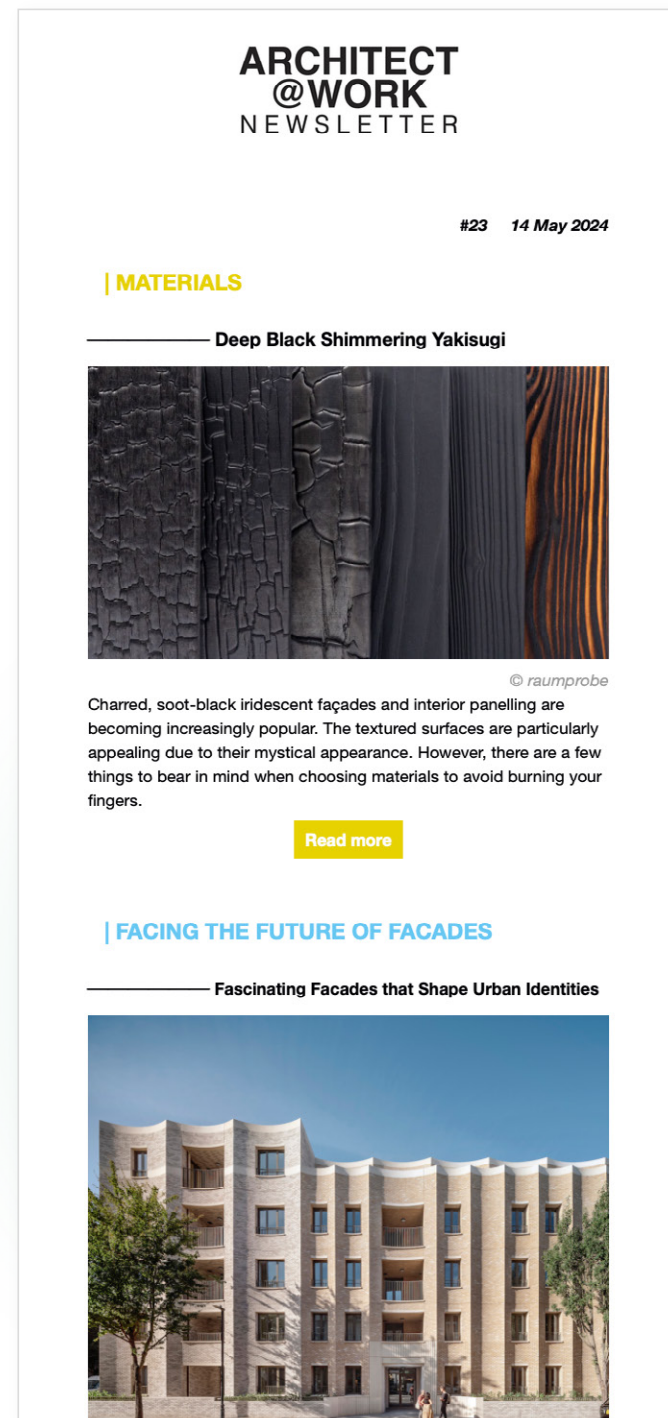 ARCHITECT
@WORK
NEWSLETTER
#23 14 May 2024
| MATERIALS
Deep Black Shimmering Yakisugi
© raumprobe
Charred, soot-black iridescent façades and interior panelling are
becoming increasingly popular. The textured surfaces are particularly
appealing due to their mystical appearance. However, there are a few
things to bear in mind when choosing materials to avoid burning your
fingers.
Read more
| FACING THE FUTURE OF FACADES
Fascinating Facades that Shape Urban Identities